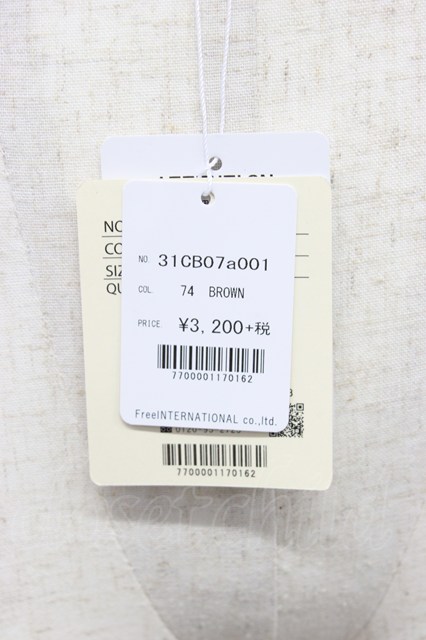 NO. 31CB07a001
COL. 74 BROWN
PRICE. ¥3,200+税
7700001170162
FreeINTERNATIONAL co.,ltd.
NO
CO
SIZ
QU
7700001170162